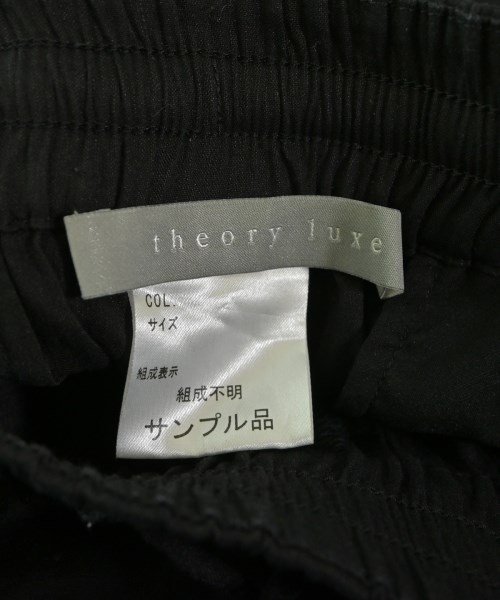 theory luxe
COL.
サイズ
組成表示
組成不明
サンプル品